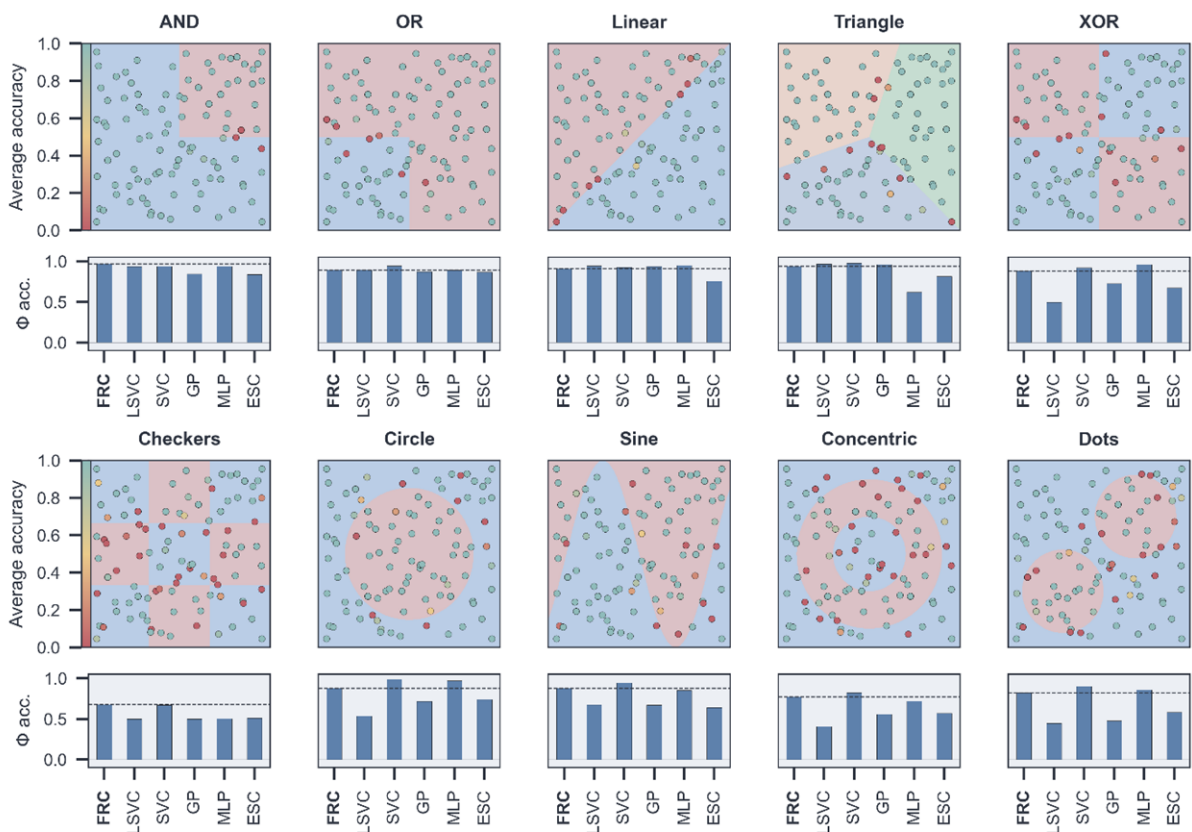 AND OR Linear Triangle XOR
Average accuracy
1.0
0.8
0.6
0.4
0.2
0.0
Φ acc.
1.0
0.5
0.0
FRC LSVC SVC GP MLP ESC FRC LSVC SVC GP MLP ESC FRC LSVC SVC GP MLP ESC FRC LSVC SVC GP MLP ESC FRC LSVC SVC GP MLP ESC
Checkers Circle Sine Concentric Dots
Average accuracy
1.0
0.8
0.6
0.4
0.2
0.0
Φ acc.
1.0
0.5
0.0
FRC LSVC SVC GP MLP ESC FRC LSVC SVC GP MLP ESC FRC LSVC SVC GP MLP ESC FRC LSVC SVC GP MLP ESC FRC LSVC SVC GP MLP ESC